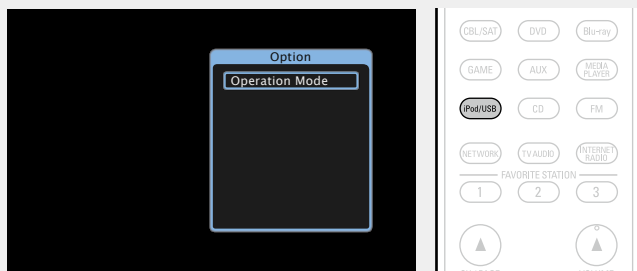 Option
Operation Mode
CBL/SAT DVD Blu-ray
GAME AUX MEDIA PLAYER
iPod/USB CD FM
NETWORK TV AUDIO INTERNET RADIO
FAVORITE STATION
1 2 3